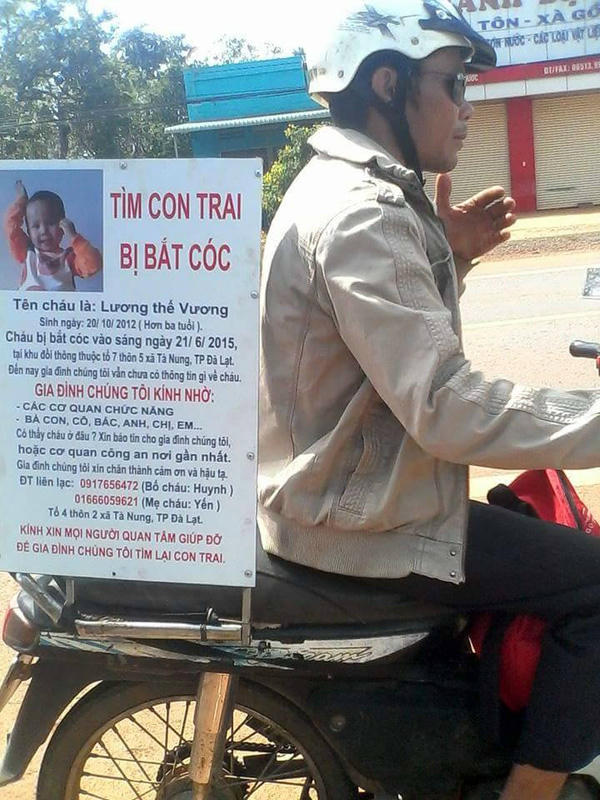 TÔN - XÀ GỒ
ĐT/FAX: 06513.
TÌM CON TRAI
BỊ BẮT CÓC
Tên cháu là: Lương thế Vương
Sinh ngày: 20/ 10/ 2012 ( Hơn ba tuổi ).
Cháu bị bắt cóc vào sáng ngày 21/ 6/ 2015,
tại khu đồi thông thuộc tổ 7 thôn 5 xã Tà Nung, TP Đà Lạt.
Đến nay gia đình chúng tôi vẫn chưa có thông tin gì về cháu.
GIA ĐÌNH CHÚNG TÔI KÍNH NHỜ:
- CÁC CƠ QUAN CHỨC NĂNG
- BÀ CON, CÔ, BÁC, ANH, CHỊ, EM...
Có thấy cháu ở đâu ? Xin báo tin cho gia đình chúng tôi,
hoặc cơ quan công an nơi gần nhất.
Gia đình chúng tôi xin chân thành cảm ơn và hậu tạ.
ĐT liên lạc: 0917656472 (Bố cháu: Huynh )
01666059621 (Mẹ cháu: Yến )
Tổ 4 thôn 2 xã Tà Nung, TP Đà Lạt.
KÍNH XIN MỌI NGƯỜI QUAN TÂM GIÚP ĐỠ
ĐỂ GIA ĐÌNH CHÚNG TÔI TÌM LẠI CON TRAI.